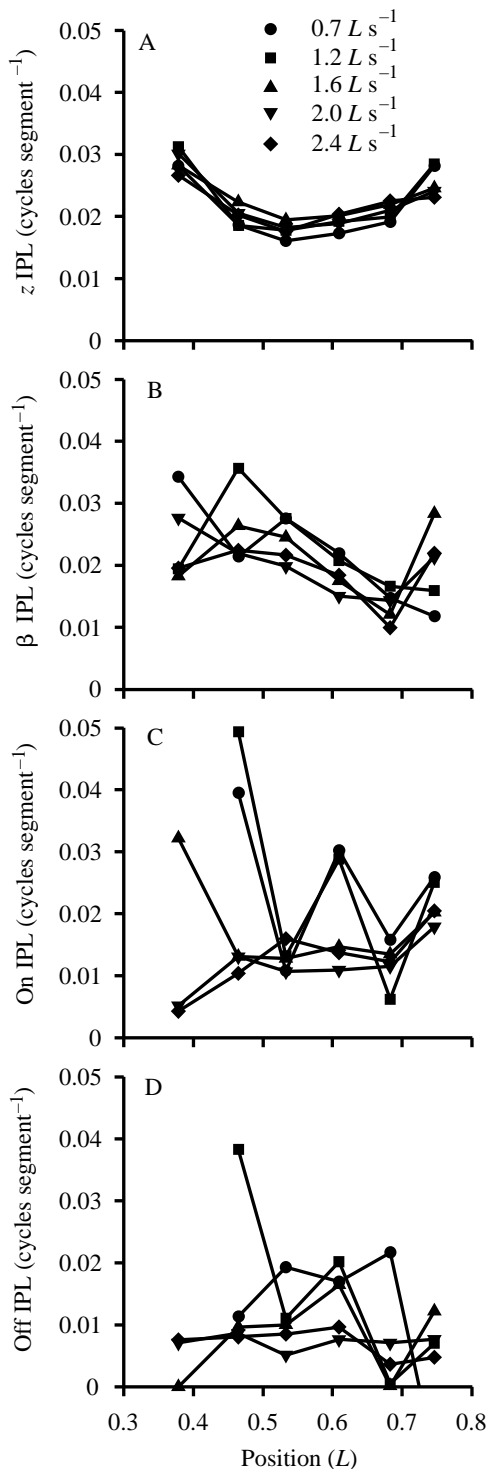 A
0.7 L s⁻¹
1.2 L s⁻¹
1.6 L s⁻¹
2.0 L s⁻¹
2.4 L s⁻¹
z IPL (cycles segment⁻¹)
0.05
0.04
0.03
0.02
0.01
0
B
β IPL (cycles segment⁻¹)
0.05
0.04
0.03
0.02
0.01
0
C
On IPL (cycles segment⁻¹)
0.05
0.04
0.03
0.02
0.01
0
D
Off IPL (cycles segment⁻¹)
0.05
0.04
0.03
0.02
0.01
0
0.3 0.4 0.5 0.6 0.7 0.8
Position (L)